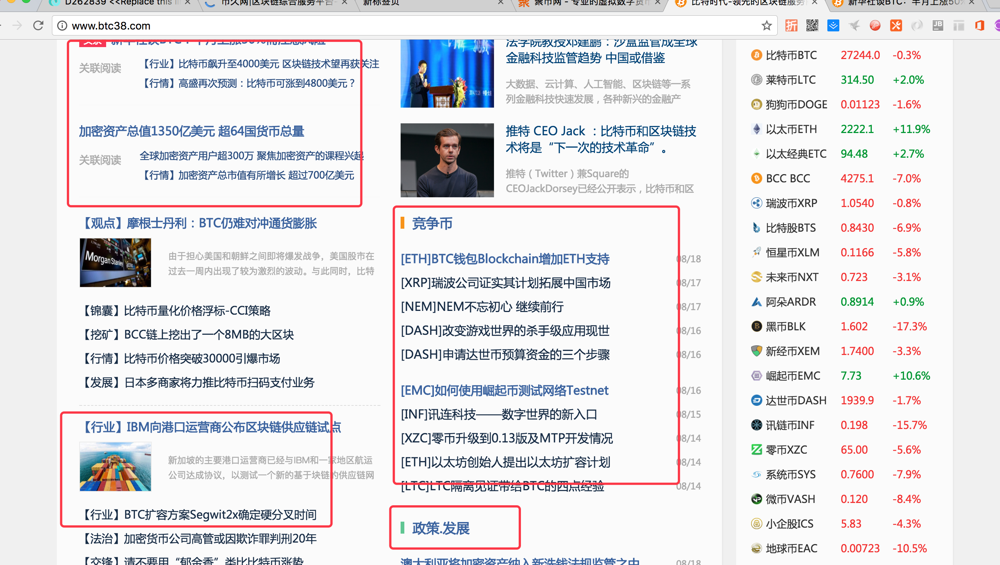 D262839 <<Replace this li
币久网|区块链综合服务平台-
新标签页
聚币网 - 专业的虚拟数字货币
比特时代-领先的区块链服务
新华社谈BTC：半月上涨50%
www.btc38.com
折
JB
头条 新华社谈BTC：半月上涨50%需注意风险
关联阅读
【行业】比特币飙升至4000美元 区块链技术望再获关注
【行情】高盛再次预测：比特币可涨到4800美元？
加密资产总值1350亿美元 超64国货币总量
关联阅读
全球加密资产用户超300万 聚焦加密资产的课程兴起
【行情】加密资产总市值有所增长 超过700亿美元
【观点】摩根士丹利：BTC仍难对冲通货膨胀
Morgan Stanley
由于担心美国和朝鲜之间即将爆发战争，美国股市在
过去一周内出现了较为激烈的波动。与此同时，比特
【锦囊】比特币量化价格浮标-CCI策略
【挖矿】BCC链上挖出了一个8MB的大区块
【行情】比特币价格突破30000引爆市场
【发展】日本多商家将力推比特币扫码支付业务
【行业】IBM向港口运营商公布区块链供应链试点
新加坡的主要港口运营商已经与IBM和一家地区航运
公司达成协议，以测试一个新的基于块链的供应链网
【行业】BTC扩容方案Segwit2x确定硬分叉时间
【法治】加密货币公司高管或因欺诈罪判刑20年
【交锋】请不要用“郁金香”类比比特币涨势
法学院教授邓建鹏：沙盒监管成全球
金融科技监管趋势 中国或借鉴
大数据、云计算、人工智能、区块链等一系
列金融科技快速发展，各种新兴的金融产
2014.12.28
推特 CEO Jack ：比特币和区块链技
术将是“下一次的技术革命”。
推特（Twitter）兼Square的
CEOJackDorsey已经公开表示，比特币和区
竞争币
[ETH]BTC钱包Blockchain增加ETH支持 08/18
[XRP]瑞波公司证实其计划拓展中国市场 08/17
[NEM]NEM不忘初心 继续前行 08/17
[DASH]改变游戏世界的杀手级应用现世 08/16
[DASH]申请达世币预算资金的三个步骤 08/16
[EMC]如何使用崛起币测试网络Testnet 08/16
[INF]讯连科技——数字世界的新入口 08/15
[XZC]零币升级到0.13版及MTP开发情况 08/14
[ETH]以太坊创始人提出以太坊扩容计划 08/14
[LTC]LTC隔离见证带给BTC的四点经验 08/14
政策.发展
澳大利亚将加密资产纳入新洗钱法规监管之中 08/18
比特币BTC 27244.0 -0.3%
莱特币LTC 314.50 +2.0%
狗狗币DOGE 0.01123 -1.6%
以太币ETH 2222.1 +11.9%
以太经典ETC 94.48 +2.7%
BCC BCC 4275.1 -7.0%
瑞波币XRP 1.0540 -0.8%
比特股BTS 0.8430 -6.9%
恒星币XLM 0.1166 -5.8%
未来币NXT 0.723 -3.1%
阿朵ARDR 0.8914 +0.9%
黑币BLK 1.602 -17.3%
新经币XEM 1.7400 -3.3%
崛起币EMC 7.73 +10.6%
达世币DASH 1939.9 -1.7%
讯链币INF 0.198 -15.7%
零币XZC 65.00 -5.6%
系统币SYS 0.7600 -7.9%
微币VASH 0.120 -8.4%
小企股ICS 5.83 -4.3%
地球币EAC 0.00723 -10.5%